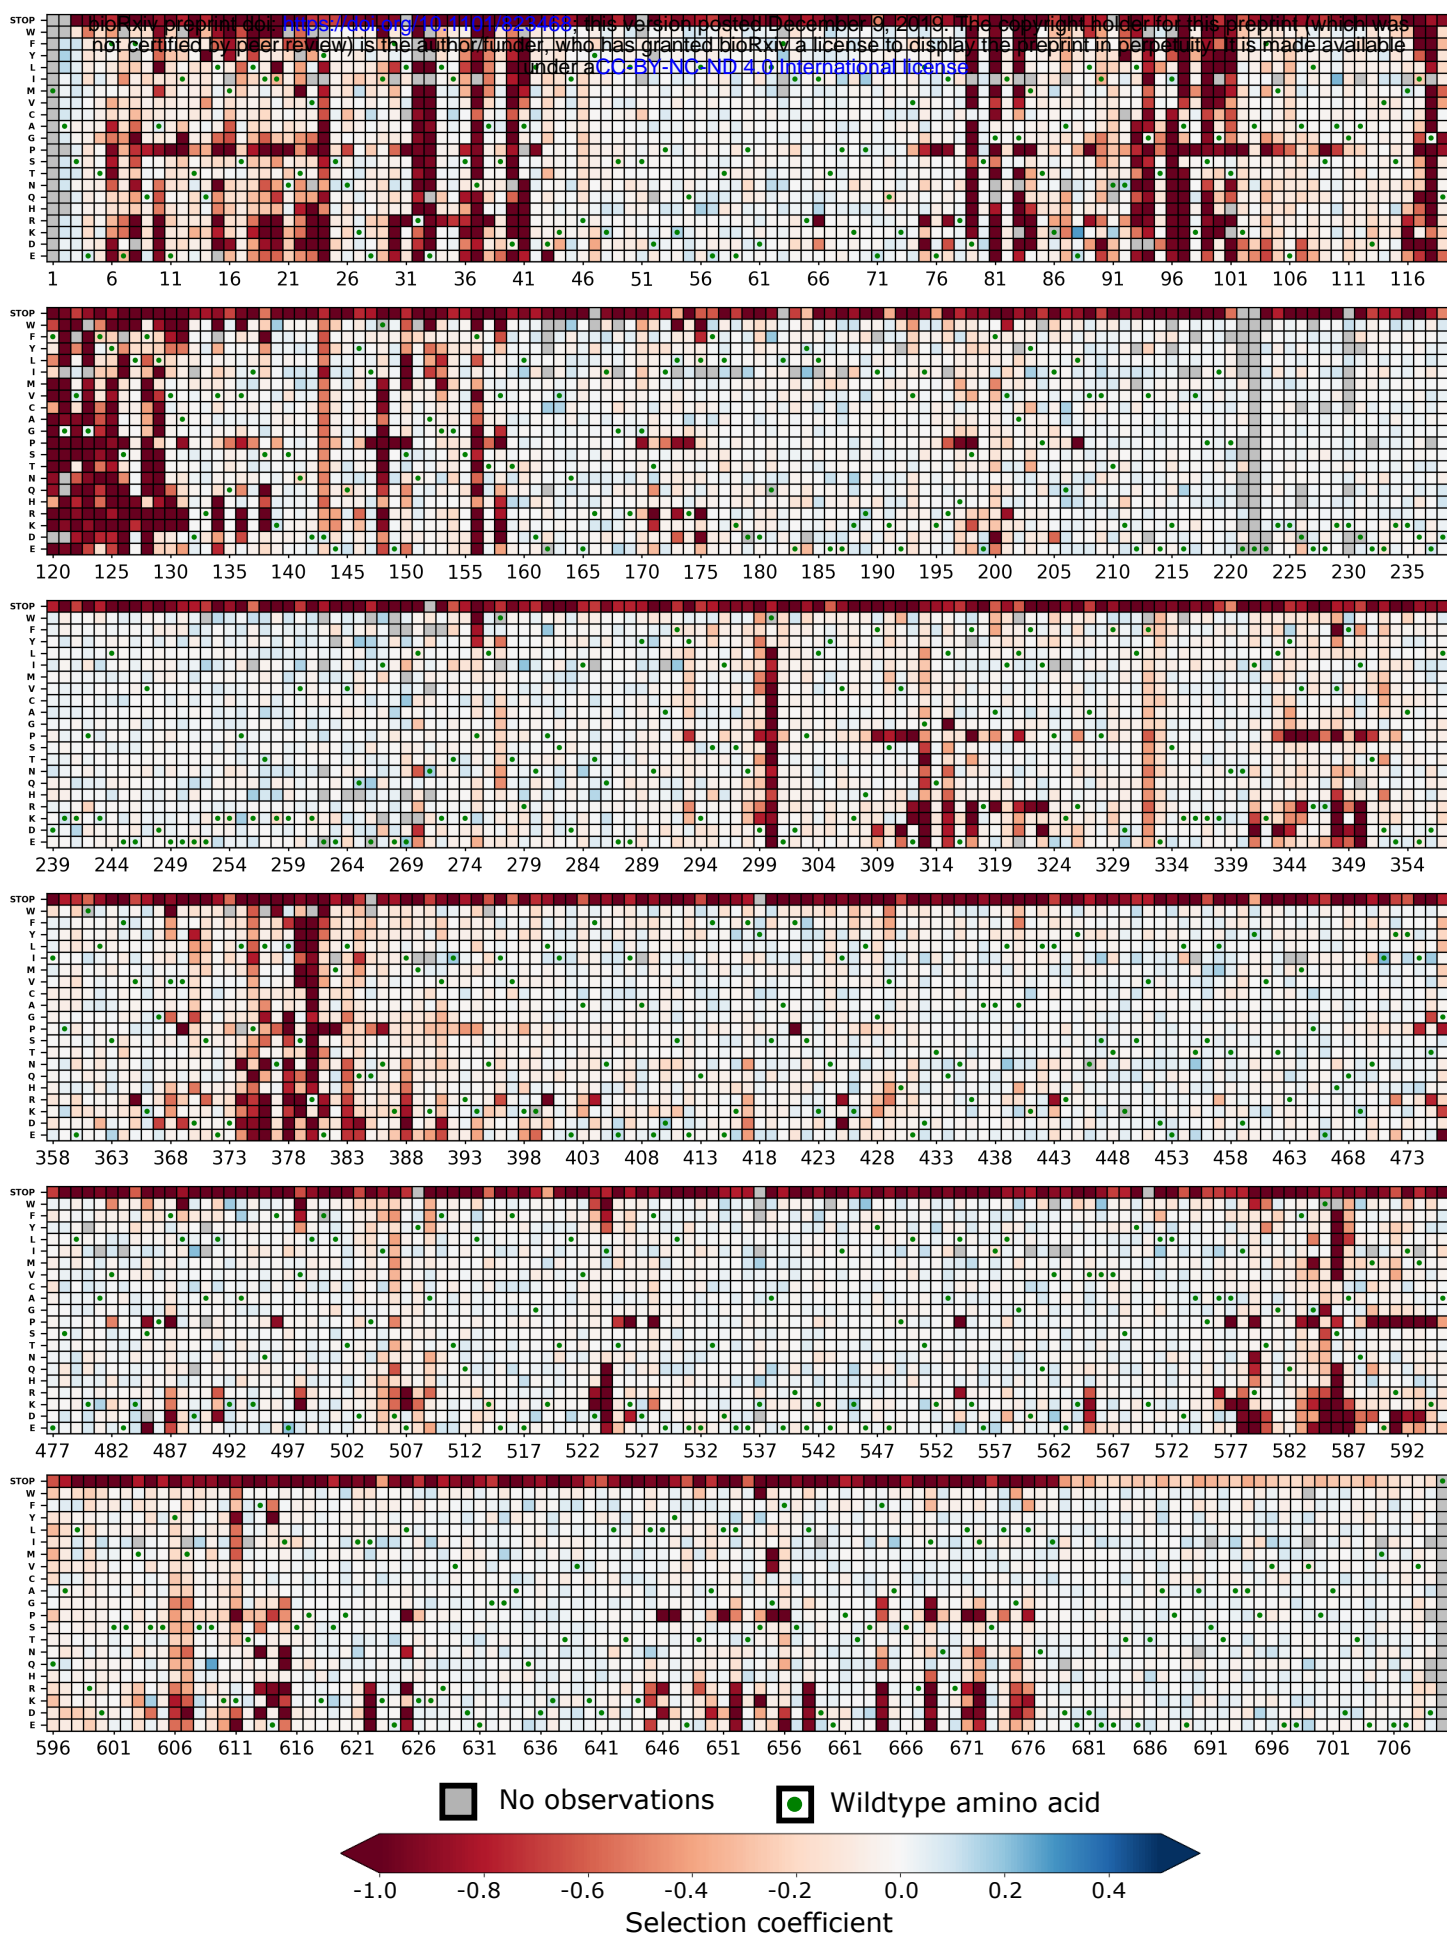 bioRxiv preprint doi: https://doi.org/10.1101/823468; this version posted December 9, 2019. The copyright holder for this preprint (which was
not certified by peer review) is the author/funder, who has granted bioRxiv a license to display the preprint in perpetuity. It is made available
under aCC-BY-NC-ND 4.0 International license.
STOP
W
F
Y
L
I
M
V
C
A
G
P
S
T
N
Q
H
R
K
D
E
1 6 11 16 21 26 31 36 41 46 51 56 61 66 71 76 81 86 91 96 101 106 111 116
STOP
W
F
Y
L
I
M
V
C
A
G
P
S
T
N
Q
H
R
K
D
E
120 125 130 135 140 145 150 155 160 165 170 175 180 185 190 195 200 205 210 215 220 225 230 235
STOP
W
F
Y
L
I
M
V
C
A
G
P
S
T
N
Q
H
R
K
D
E
239 244 249 254 259 264 269 274 279 284 289 294 299 304 309 314 319 324 329 334 339 344 349 354
STOP
W
F
Y
L
I
M
V
C
A
G
P
S
T
N
Q
H
R
K
D
E
358 363 368 373 378 383 388 393 398 403 408 413 418 423 428 433 438 443 448 453 458 463 468 473
STOP
W
F
Y
L
I
M
V
C
A
G
P
S
T
N
Q
H
R
K
D
E
477 482 487 492 497 502 507 512 517 522 527 532 537 542 547 552 557 562 567 572 577 582 587 592
STOP
W
F
Y
L
I
M
V
C
A
G
P
S
T
N
Q
H
R
K
D
E
596 601 606 611 616 621 626 631 636 641 646 651 656 661 666 671 676 681 686 691 696 701 706
No observations Wildtype amino acid
-1.0 -0.8 -0.6 -0.4 -0.2 0.0 0.2 0.4
Selection coefficient